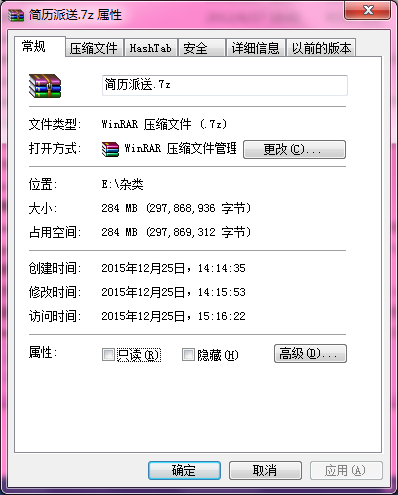 简历派送.7z 属性
常规 压缩文件 HashTab 安全 详细信息 以前的版本
简历派送.7z
文件类型: WinRAR 压缩文件 (.7z)
打开方式: WinRAR 压缩文件管理 更改(C)...
位置: E:\杂类
大小: 284 MB (297,868,936 字节)
占用空间: 284 MB (297,869,312 字节)
创建时间: 2015年12月25日，14:14:35
修改时间: 2015年12月25日，14:15:53
访问时间: 2015年12月25日，15:16:22
属性: 只读(R) 隐藏(H) 高级(D)...
确定 取消 应用(A)